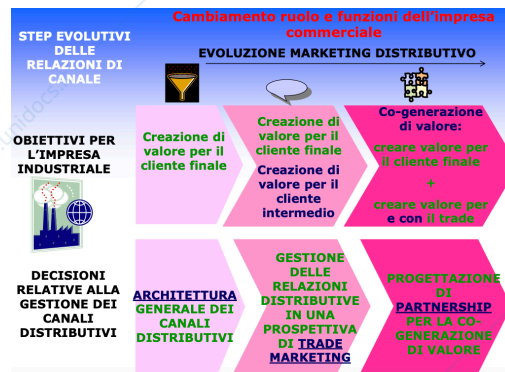 Cambiamento ruolo e funzioni dell'impresa
commerciale
STEP EVOLUTIVI
DELLE
RELAZIONI DI
CANALE
EVOLUZIONE MARKETING DISTRIBUTIVO
OBIETTIVI PER
L'IMPRESA
INDUSTRIALE
Creazione di
valore per il
cliente finale
Creazione di
valore per il
cliente finale
Creazione di
valore per il
cliente
intermedio
Co-generazione
di valore:
creare valore per
il cliente finale
+
creare valore per
e con il trade
DECISIONI
RELATIVE ALLA
GESTIONE DEI
CANALI
DISTRIBUTIVI
ARCHITETTURA
GENERALE DEI
CANALI
DISTRIBUTIVI
GESTIONE
DELLE
RELAZIONI
DISTRIBUTIVE
IN UNA
PROSPETTIVA
DI TRADE
MARKETING
PROGETTAZIONE
DI
PARTNERSHIP
PER LA CO-
GENERAZIONE
DI VALORE